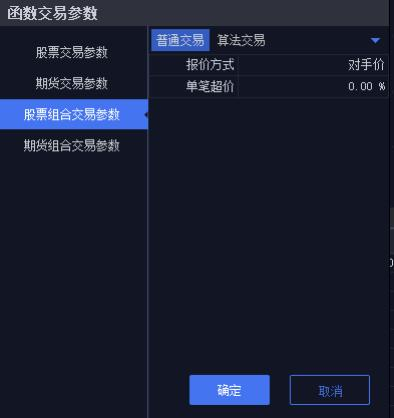 函数交易参数
股票交易参数
期货交易参数
股票组合交易参数
期货组合交易参数
普通交易 算法交易
报价方式 对手价
单笔超价 0.00 %
确定 取消